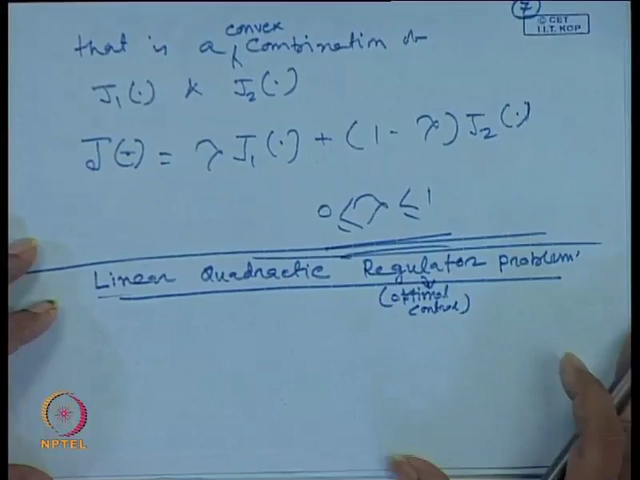 7
© CET
I.I.T. KGP
that is a convex combination of
J₁(·) & J₂(·)
J(·) = λ J₁(·) + (1 - λ) J₂(·)
0 ≤ λ ≤ 1
Linear Quadractic Regulator problem
(optimal control)
NPTEL